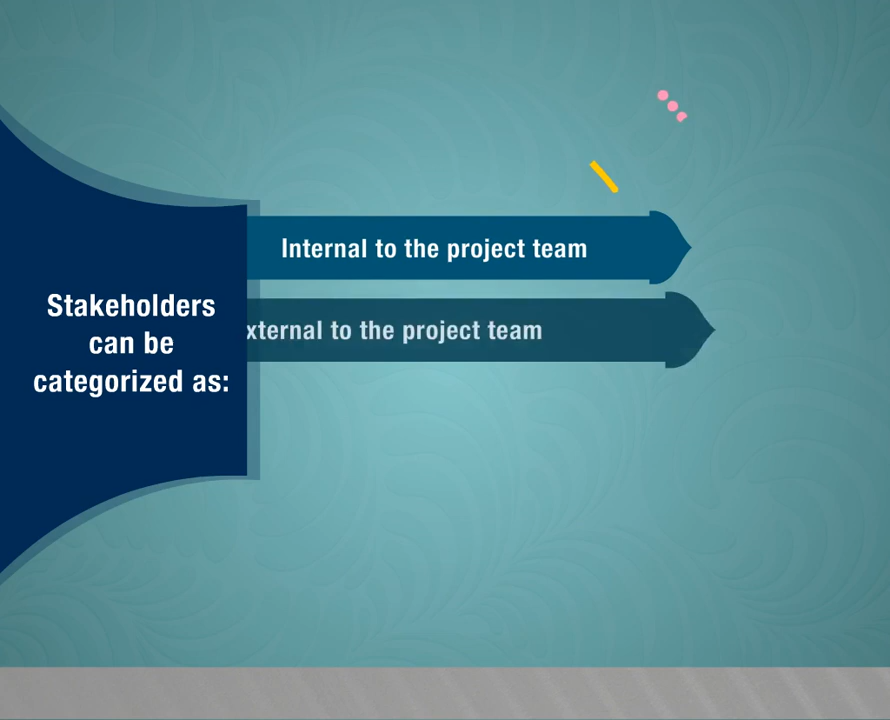 Stakeholders
can be
categorized as:
Internal to the project team
xternal to the project team